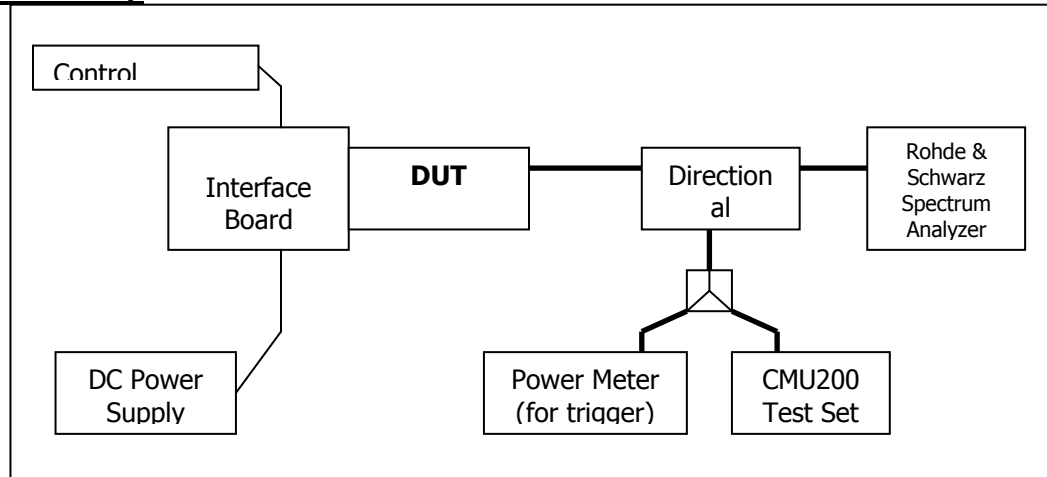 Control
Interface
Board
DUT
Direction
al
Rohde &
Schwarz
Spectrum
Analyzer
DC Power
Supply
Power Meter
(for trigger)
CMU200
Test Set